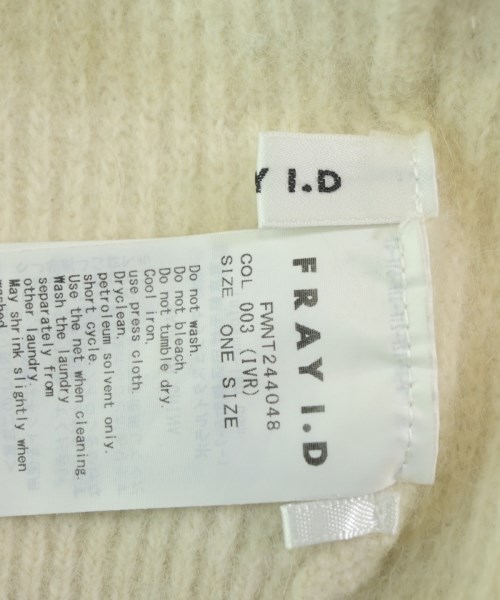 Y I.D
FRAY I.D
FWNT244048
COL 003 (IVR)
SIZE ONE SIZE
Do not wash.
Do not bleach.
Do not tumble dry.
Cool iron.
use press cloth.
Dryclean.
petroleum solvent only.
short cycle.
Use the net when cleaning.
Wash the laundry
separately from
other laundry.
May shrink slightly when
washed